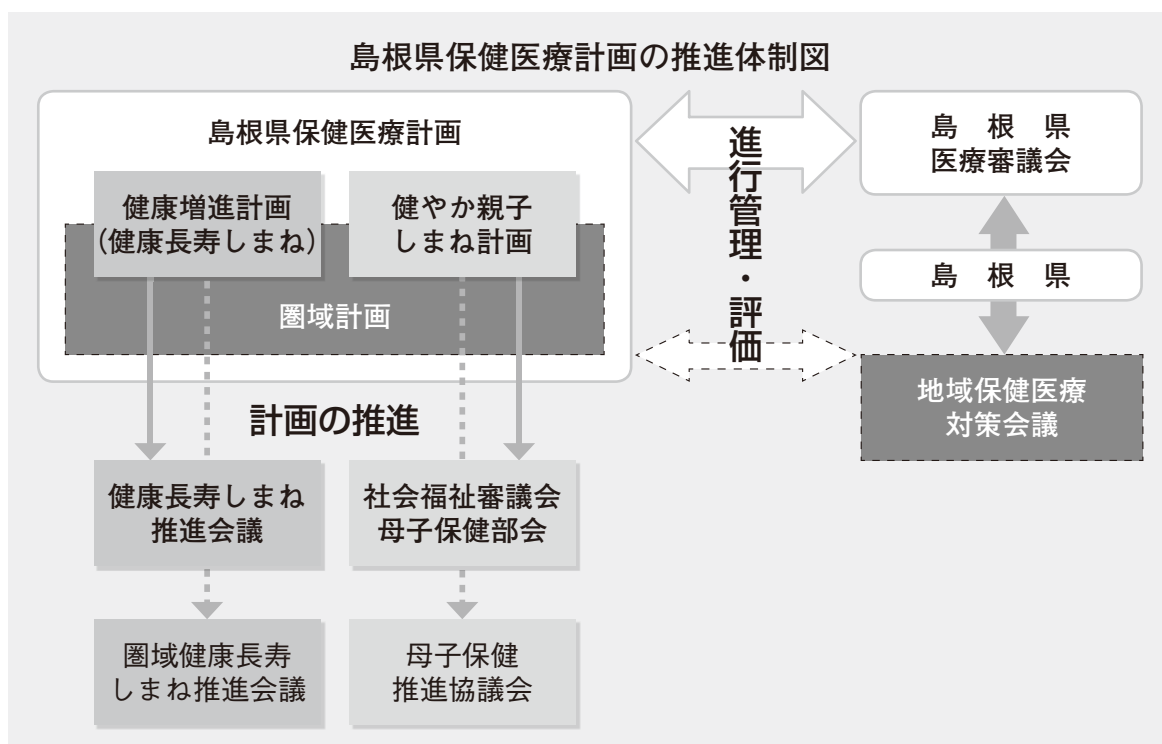 島根県保健医療計画の推進体制図
島根県保健医療計画
健康増進計画
(健康長寿しまね)
健やか親子
しまね計画
圏域計画
進行管理・評価
島　根　県
医療審議会
島　根　県
地域保健医療
対策会議
計画の推進
健康長寿しまね
推進会議
社会福祉審議会
母子保健部会
圏域健康長寿
しまね推進会議
母子保健
推進協議会